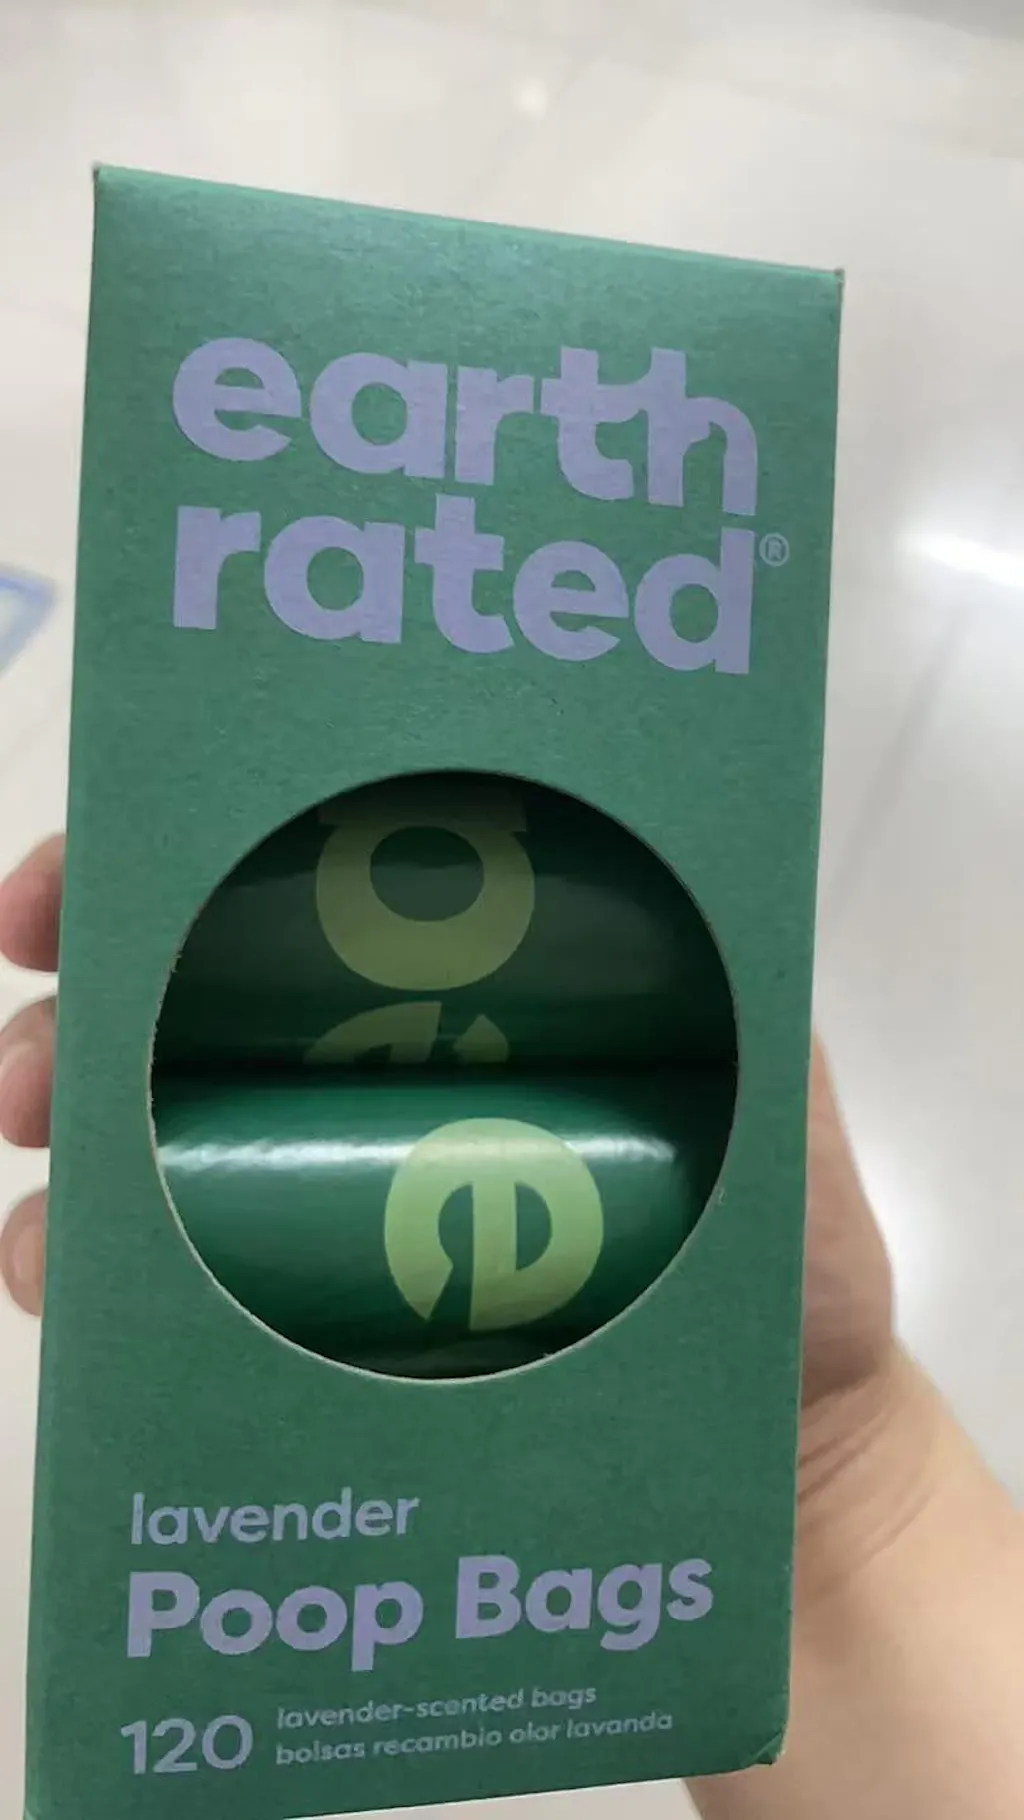 earth
rated®
lavender
Poop Bags
120
lavender-scented bags
bolsas recambio olor lavanda